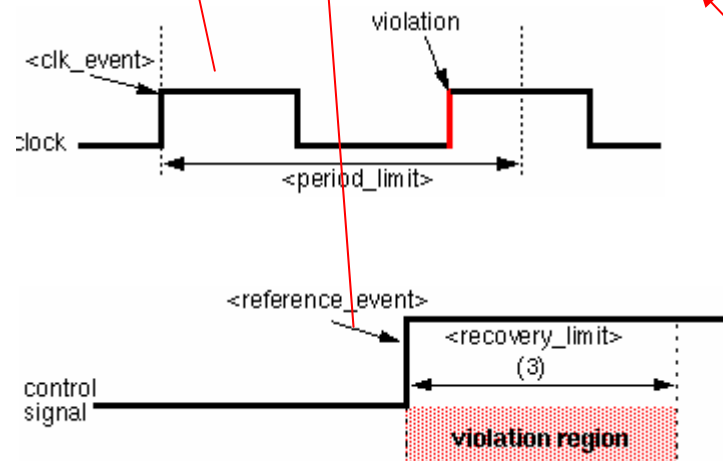 violation
<clk_event>
clock
<period_limit>
<reference_event>
<recovery_limit>
(3)
control
signal
violation region